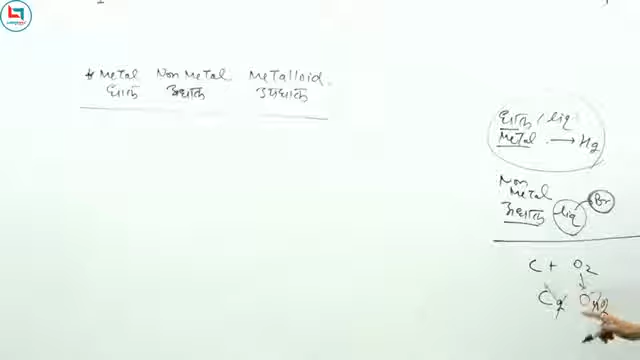 * Metal Non Metal Metalloid
धातु अधातु उपधातु
धातु / liq
Metal → Hg
Non
Metal
अधातु liq Br
C + O2